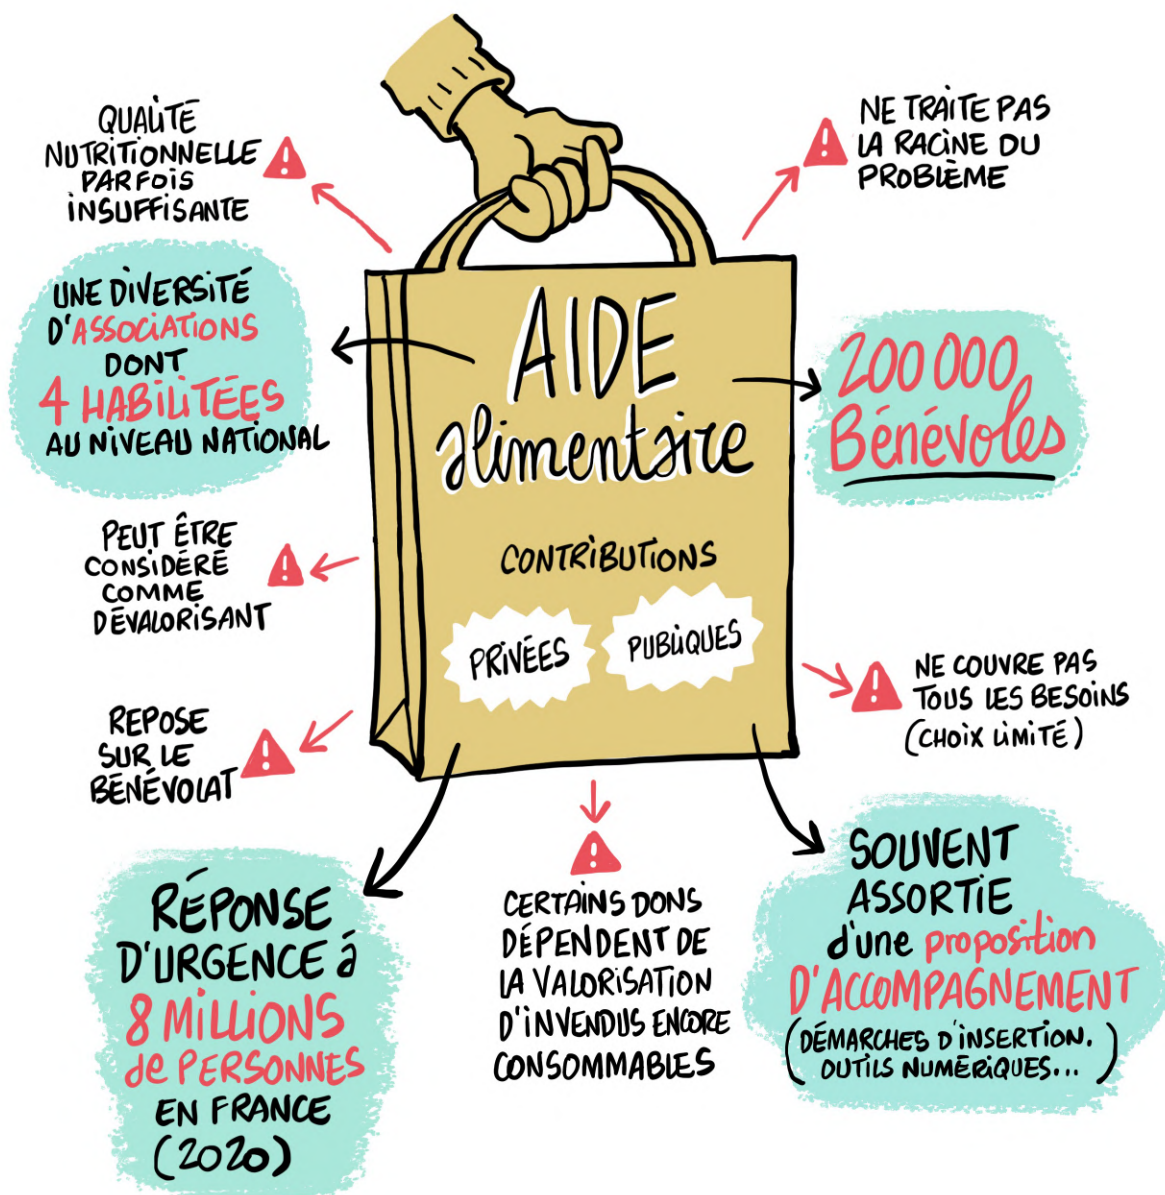 QUALITÉ
NUTRITIONNELLE
PARFOIS
INSUFFISANTE
NE TRAITE PAS
LA RACINE DU
PROBLÈME
UNE DIVERSITÉ
D'ASSOCIATIONS
DONT
4 HABILITÉES
AU NIVEAU NATIONAL
AIDE
alimentaire
200 000
Bénévoles
CONTRIBUTIONS
PRIVÉES
PUBLIQUES
PEUT ÊTRE
CONSIDÉRÉ
COMME
DÉVALORISANT
NE COUVRE PAS
TOUS LES BESOINS
(CHOIX LIMITÉ)
REPOSE
SUR LE
BÉNÉVOLAT
RÉPONSE
D'URGENCE à
8 MILLIONS
de PERSONNES
EN FRANCE
(2020)
CERTAINS DONS
DÉPENDENT DE
LA VALORISATION
D'INVENDUS ENCORE
CONSOMMABLES
SOUVENT
ASSORTIE
d'une proposition
D'ACCOMPAGNEMENT
(DÉMARCHES D'INSERTION.
OUTILS NUMÉRIQUES...)